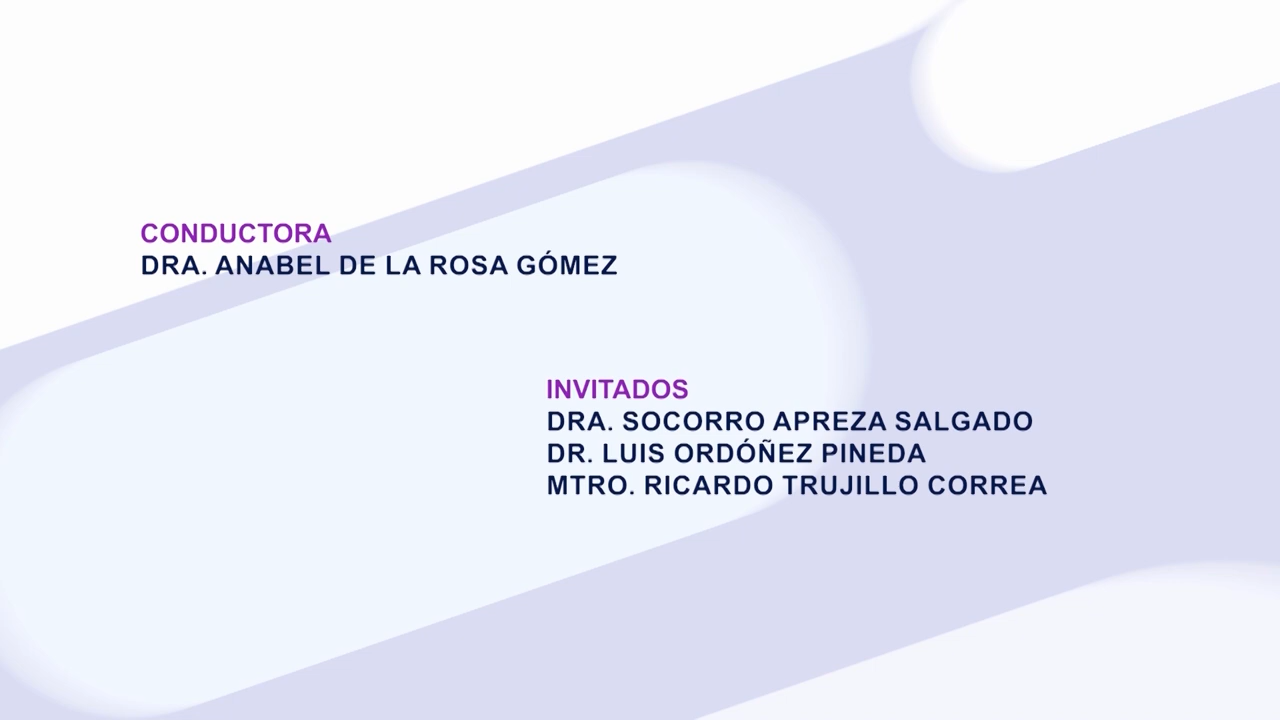 CONDUCTORA
DRA. ANABEL DE LA ROSA GÓMEZ
INVITADOS
DRA. SOCORRO APREZA SALGADO
DR. LUIS ORDÓÑEZ PINEDA
MTRO. RICARDO TRUJILLO CORREA